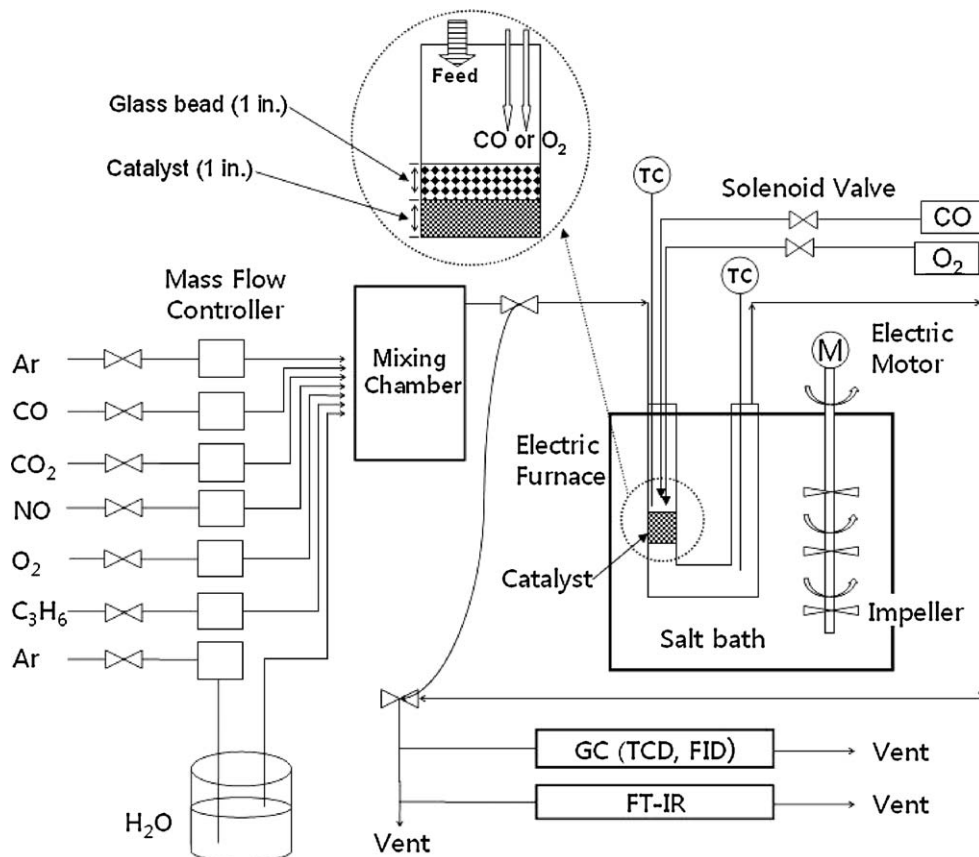 Feed
Glass bead (1 in.)
CO or O₂
Catalyst (1 in.)
TC
Solenoid Valve
CO
O₂
TC
Mass Flow
Controller
Mixing
Chamber
Electric
Motor
M
Ar
CO
CO₂
NO
O₂
C₃H₆
Ar
Electric
Furnace
Catalyst
Impeller
Salt bath
GC (TCD, FID)
Vent
FT-IR
Vent
H₂O
Vent